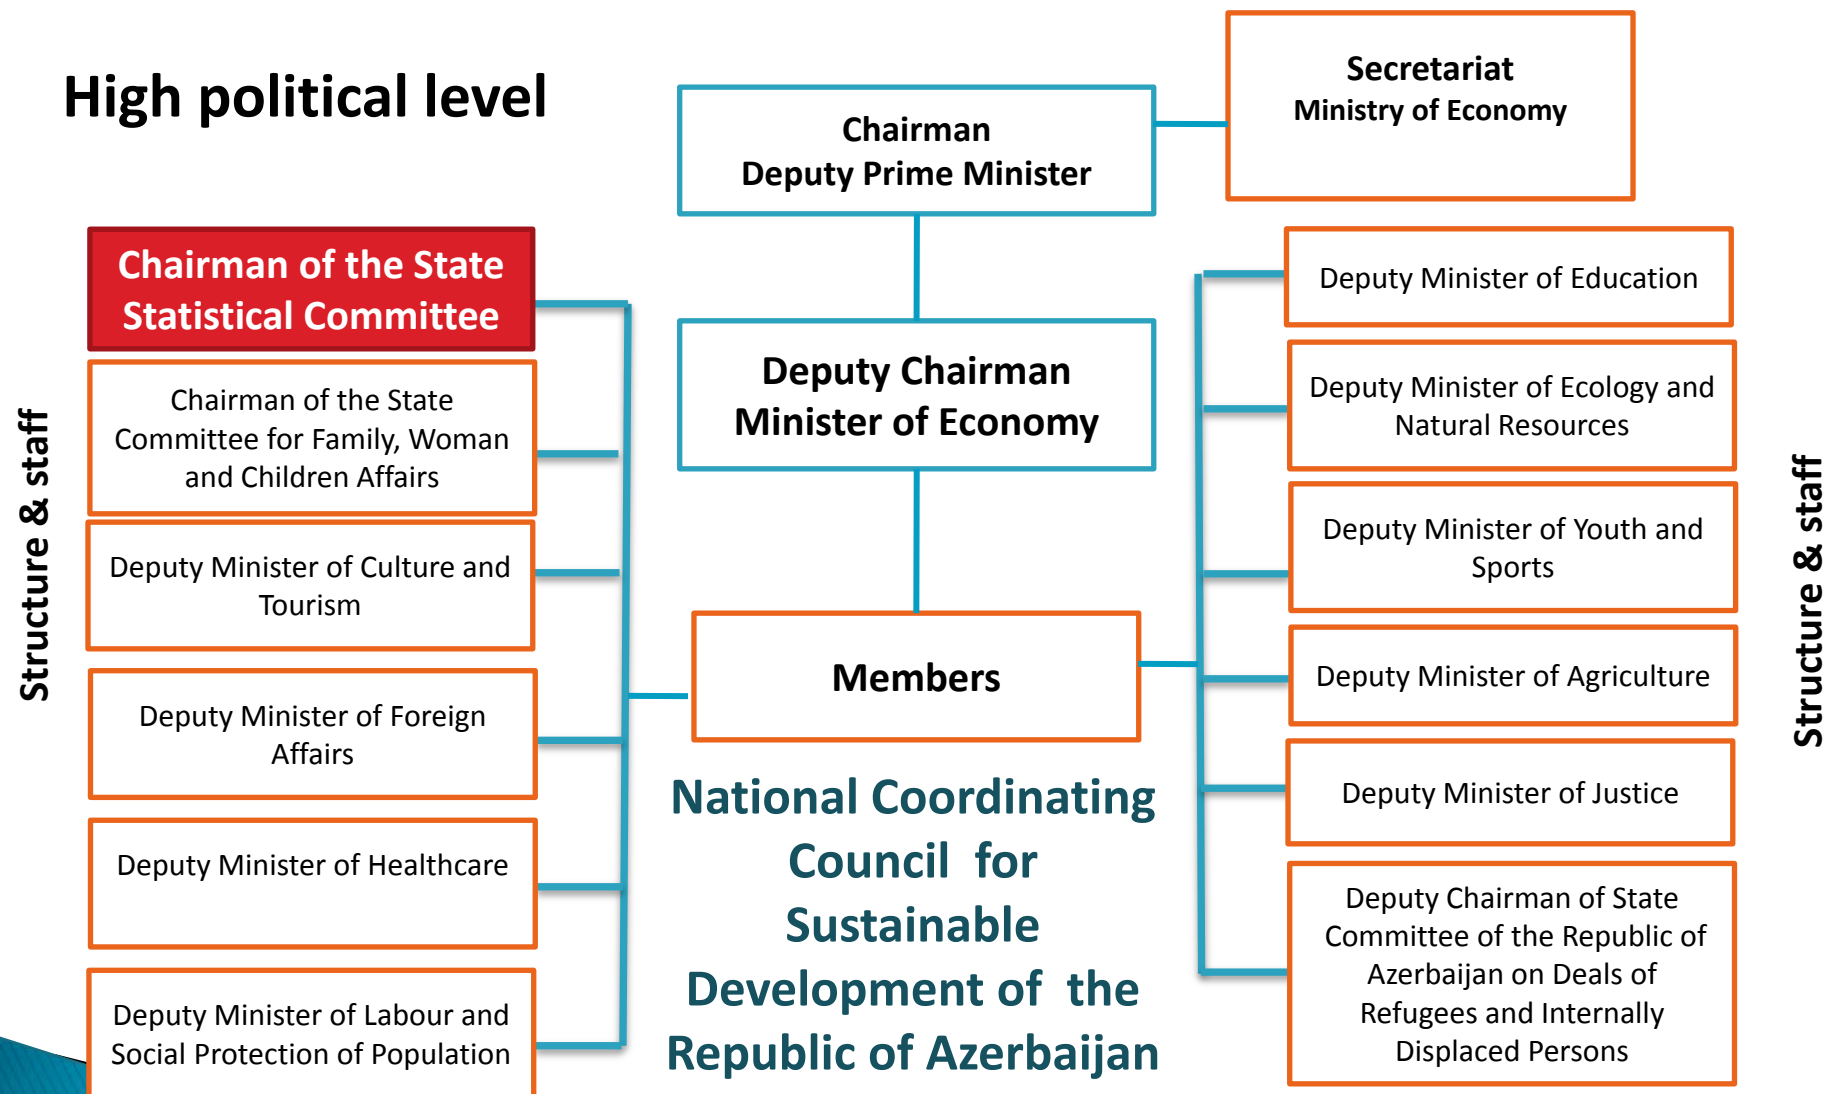 High political level
Secretariat
Ministry of Economy
Chairman
Deputy Prime Minister
Structure & staff
Chairman of the State
Statistical Committee
Chairman of the State
Committee for Family, Woman
and Children Affairs
Deputy Minister of Culture and
Tourism
Deputy Minister of Foreign
Affairs
Deputy Minister of Healthcare
Deputy Minister of Labour and
Social Protection of Population
Deputy Chairman
Minister of Economy
Members
National Coordinating
Council for
Sustainable
Development of the
Republic of Azerbaijan
Deputy Minister of Education
Deputy Minister of Ecology and
Natural Resources
Deputy Minister of Youth and
Sports
Deputy Minister of Agriculture
Deputy Minister of Justice
Deputy Chairman of State
Committee of the Republic of
Azerbaijan on Deals of
Refugees and Internally
Displaced Persons
Structure & staff